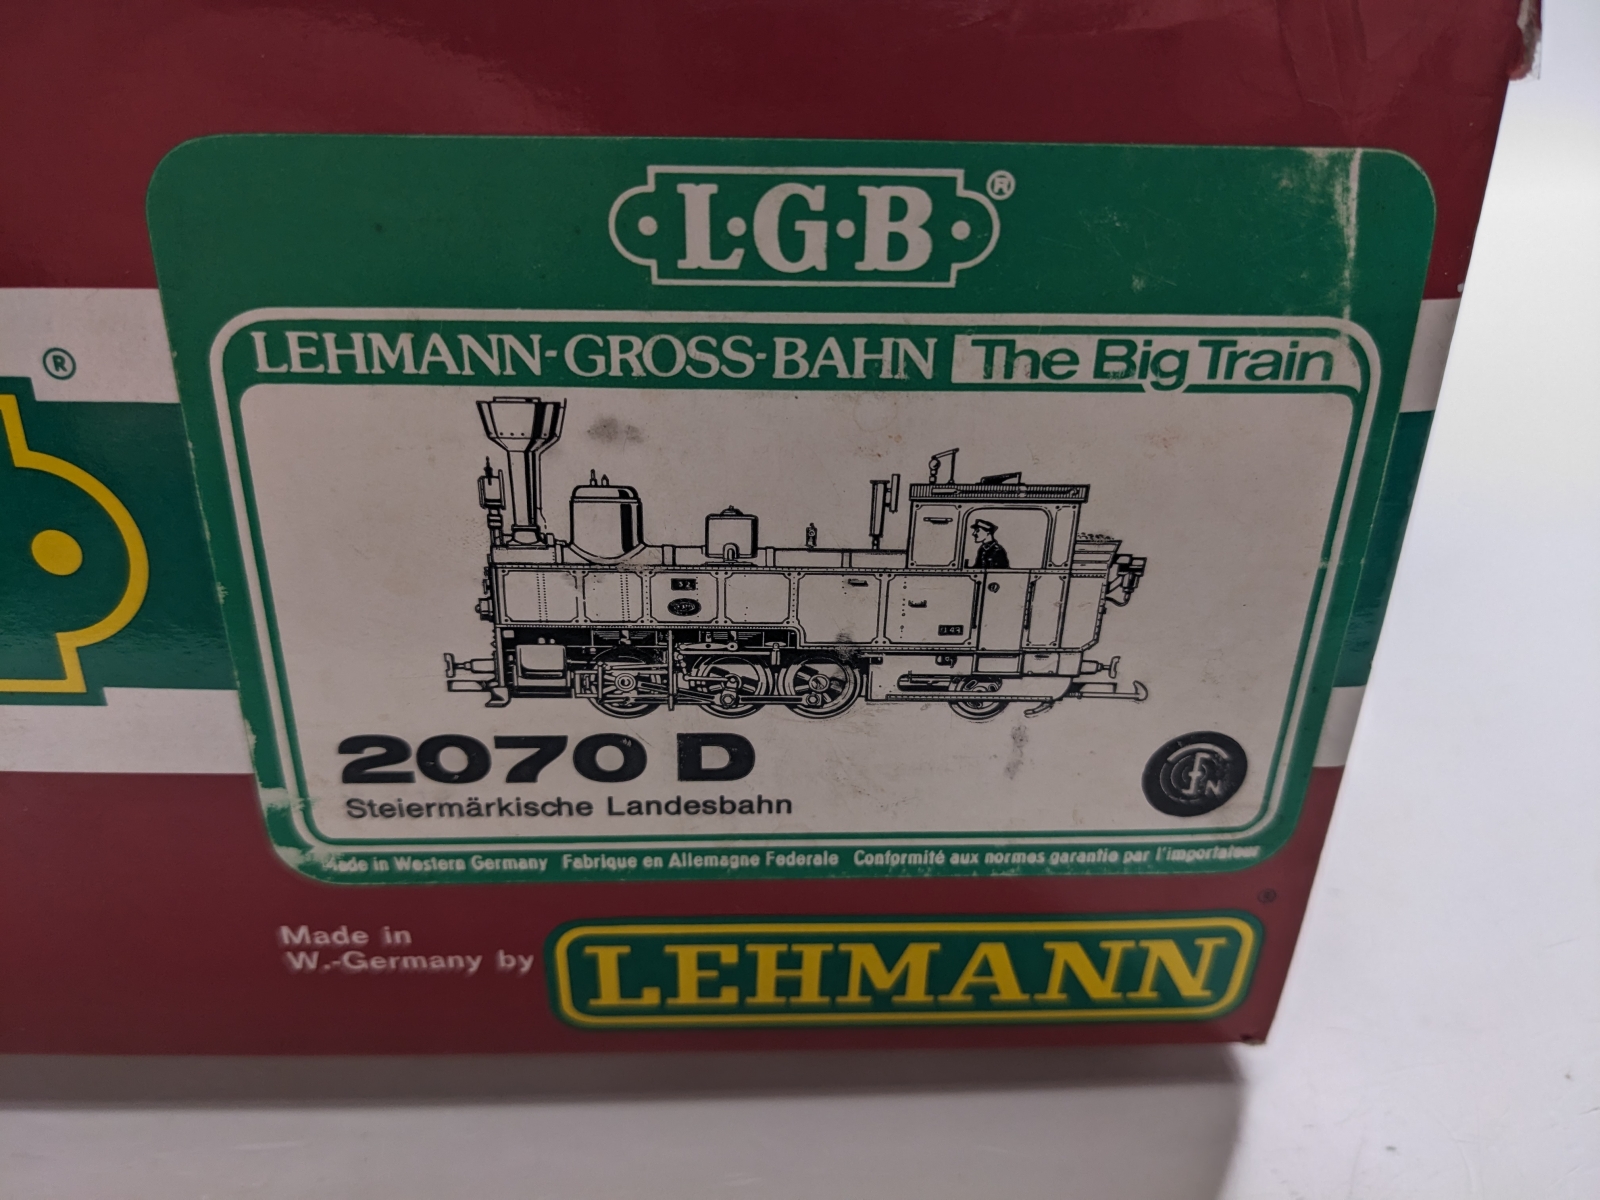 L·G·B ®
LEHMANN-GROSS-BAHN The Big Train
®
2070 D
Steiermärkische Landesbahn
Made in Western Germany Fabrique en Allemagne Federale Conformité aux normes garantie par l'importateur
Made in
W.-Germany by
LEHMANN ®